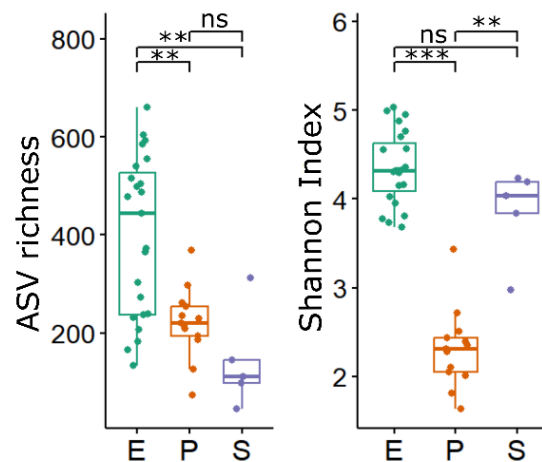 ASV richness
800
600
400
200
ns
**
**
E P S
Shannon Index
6
5
4
3
2
ns
**
***
E P S